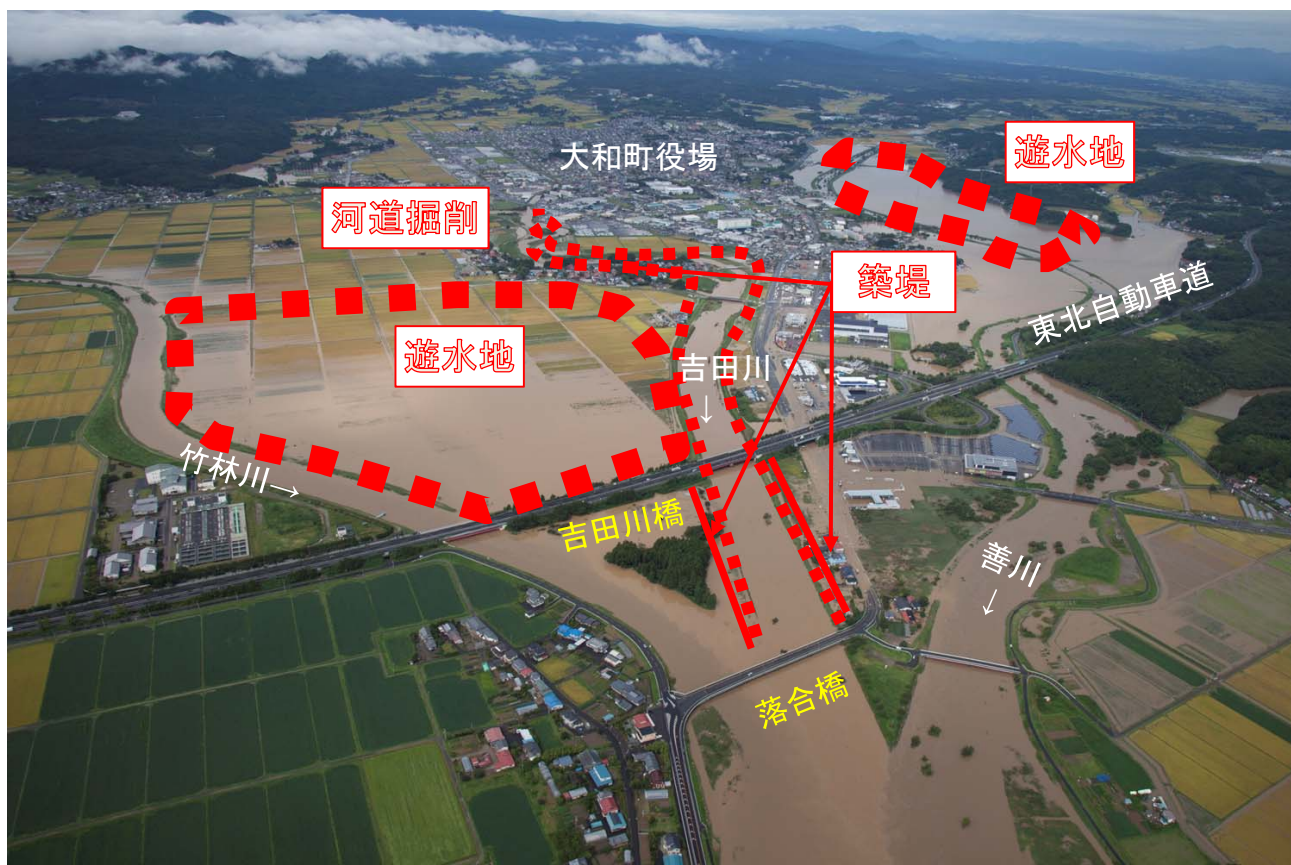 大和町役場
遊水地
河道掘削
築堤
東北自動車道
遊水地
吉田川
↓
竹林川→
吉田川橋
善川
↓
落合橋